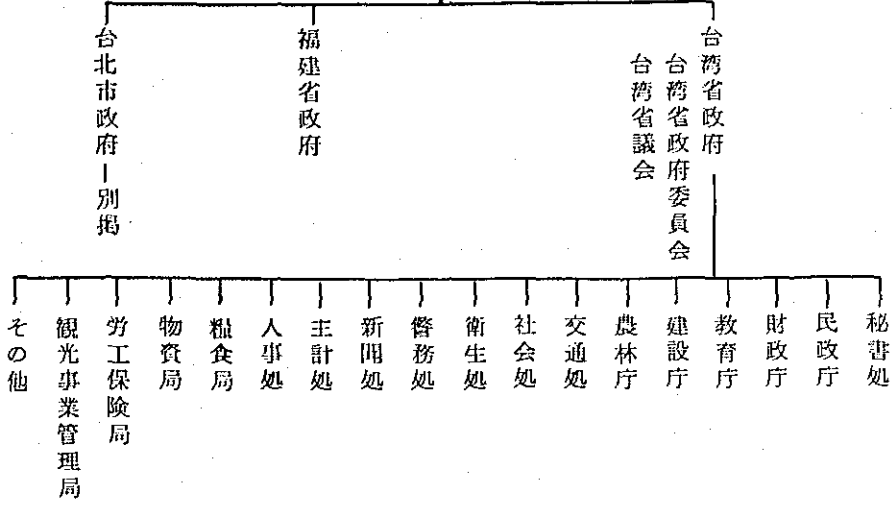 台湾省政府
台湾省政府委員会
台湾省議会
福建省政府
台北市政府ー別掲
秘書処
民政庁
財政庁
教育庁
建設庁
農林庁
交通処
社会処
衛生処
警務処
新聞処
主計処
人事処
糧食局
物資局
労工保険局
観光事業管理局
その他